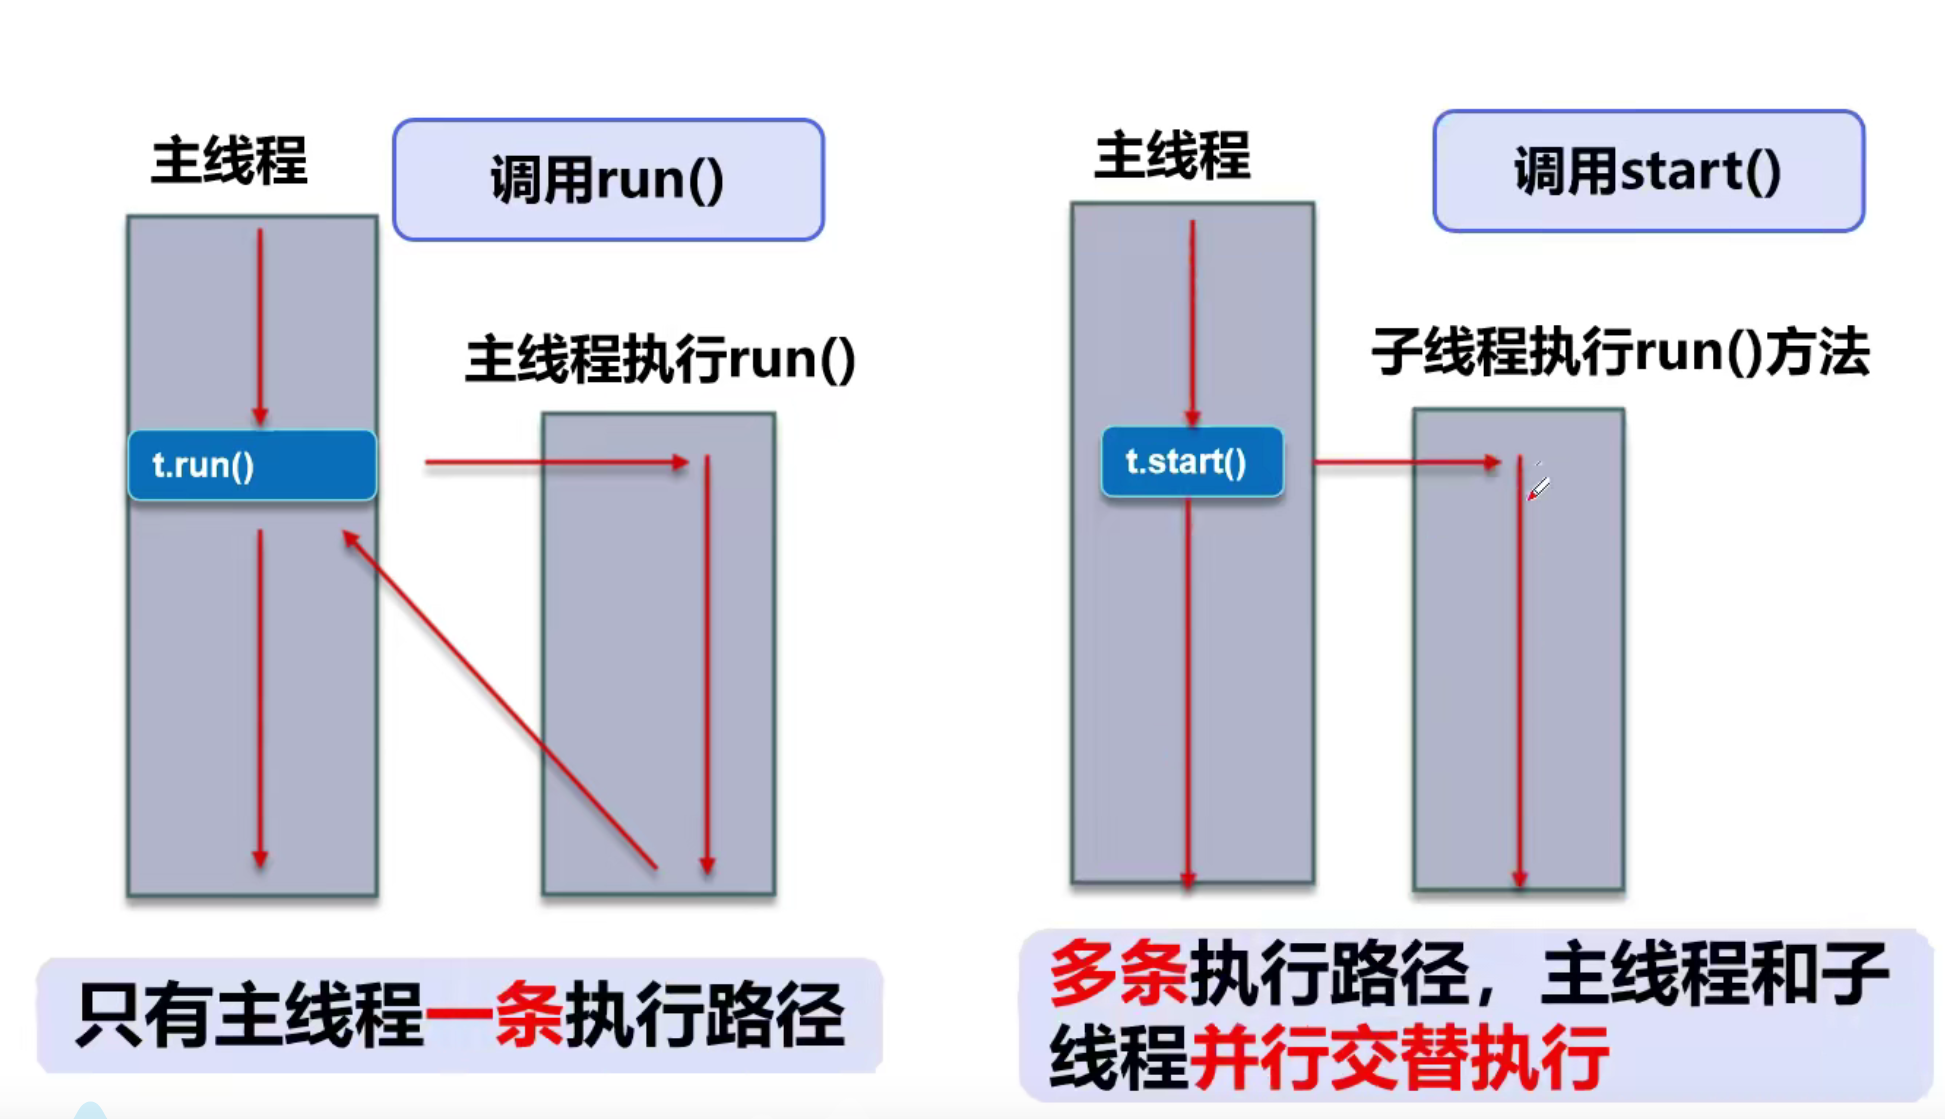 主线程
调用run()
主线程执行run()
t.run()
只有主线程一条执行路径
主线程
调用start()
子线程执行run()方法
t.start()
多条执行路径，主线程和子
线程并行交替执行